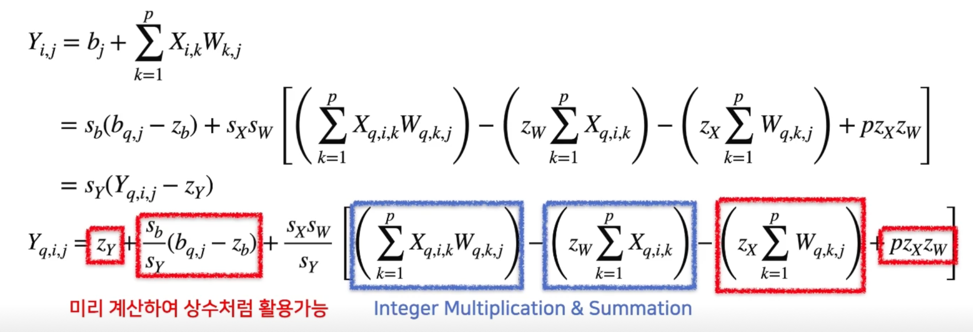 Y_{i,j} = b_j + \sum_{k=1}^{p} X_{i,k} W_{k,j}
= s_b(b_{q,j} - z_b) + s_X s_W \left[ \left( \sum_{k=1}^{p} X_{q,i,k} W_{q,k,j} \right) - \left( z_W \sum_{k=1}^{p} X_{q,i,k} \right) - \left( z_X \sum_{k=1}^{p} W_{q,k,j} \right) + p z_X z_W \right]
= s_Y(Y_{q,i,j} - z_Y)
Y_{q,i,j} = z_Y + \frac{s_b}{s_Y}(b_{q,j} - z_b) + \frac{s_X s_W}{s_Y} \left[ \left( \sum_{k=1}^{p} X_{q,i,k} W_{q,k,j} \right) - \left( z_W \sum_{k=1}^{p} X_{q,i,k} \right) - \left( z_X \sum_{k=1}^{p} W_{q,k,j} \right) + p z_X z_W \right]
미리 계산하여 상수처럼 활용가능 Integer Multiplication & Summation